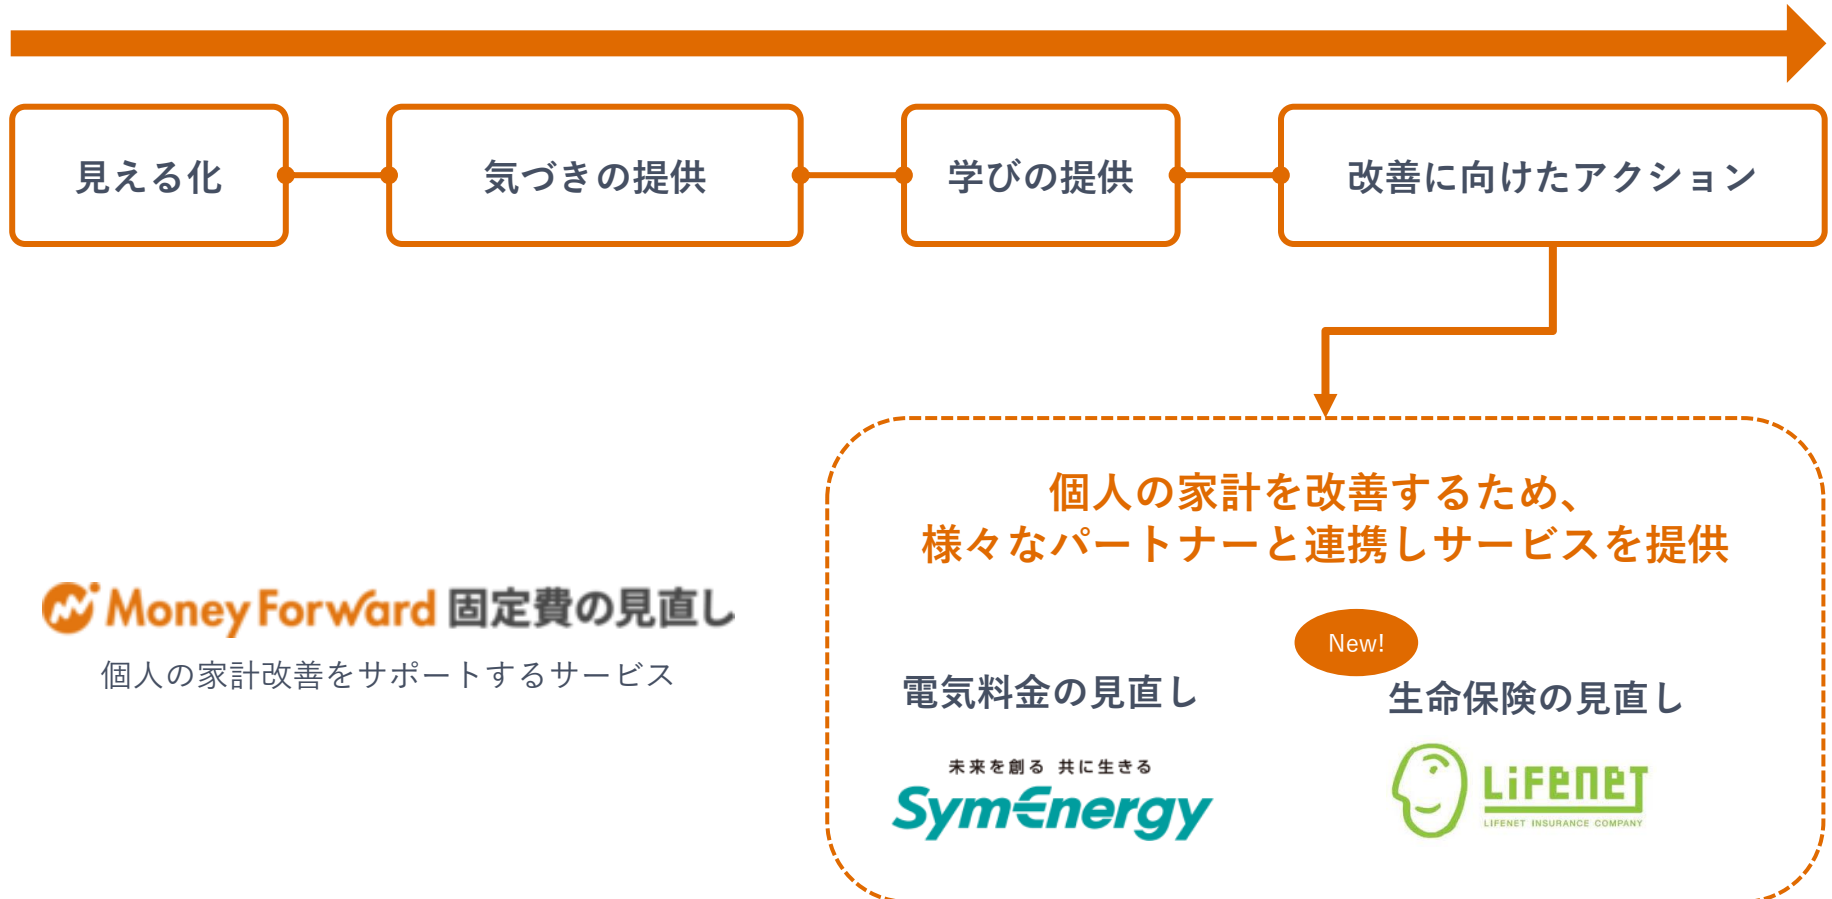 見える化
気づきの提供
学びの提供
改善に向けたアクション
個人の家計を改善するため、
様々なパートナーと連携しサービスを提供
Money Forward 固定費の見直し
個人の家計改善をサポートするサービス
New!
電気料金の見直し
生命保険の見直し
未来を創る 共に生きる
SymEnergy
LIFENET
LIFENET INSURANCE COMPANY